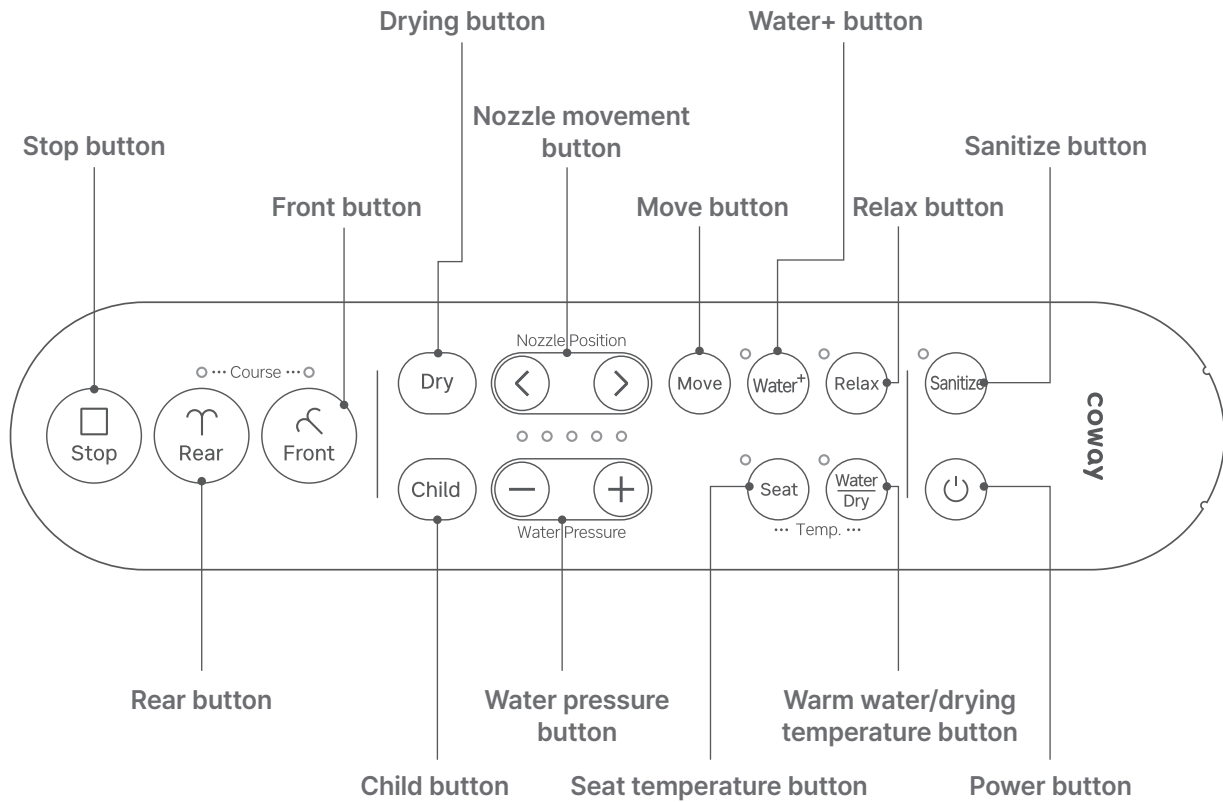 Drying button
Water+ button
Nozzle movement
button
Stop button
Sanitize button
Front button
Move button
Relax button
Nozzle Position
Course
Dry
Move
Water+
Relax
Sanitize
Stop
Rear
Front
coway
Child
Seat
Water
Dry
Water Pressure
Temp.
Rear button
Water pressure
button
Warm water/drying
temperature button
Child button
Seat temperature button
Power button